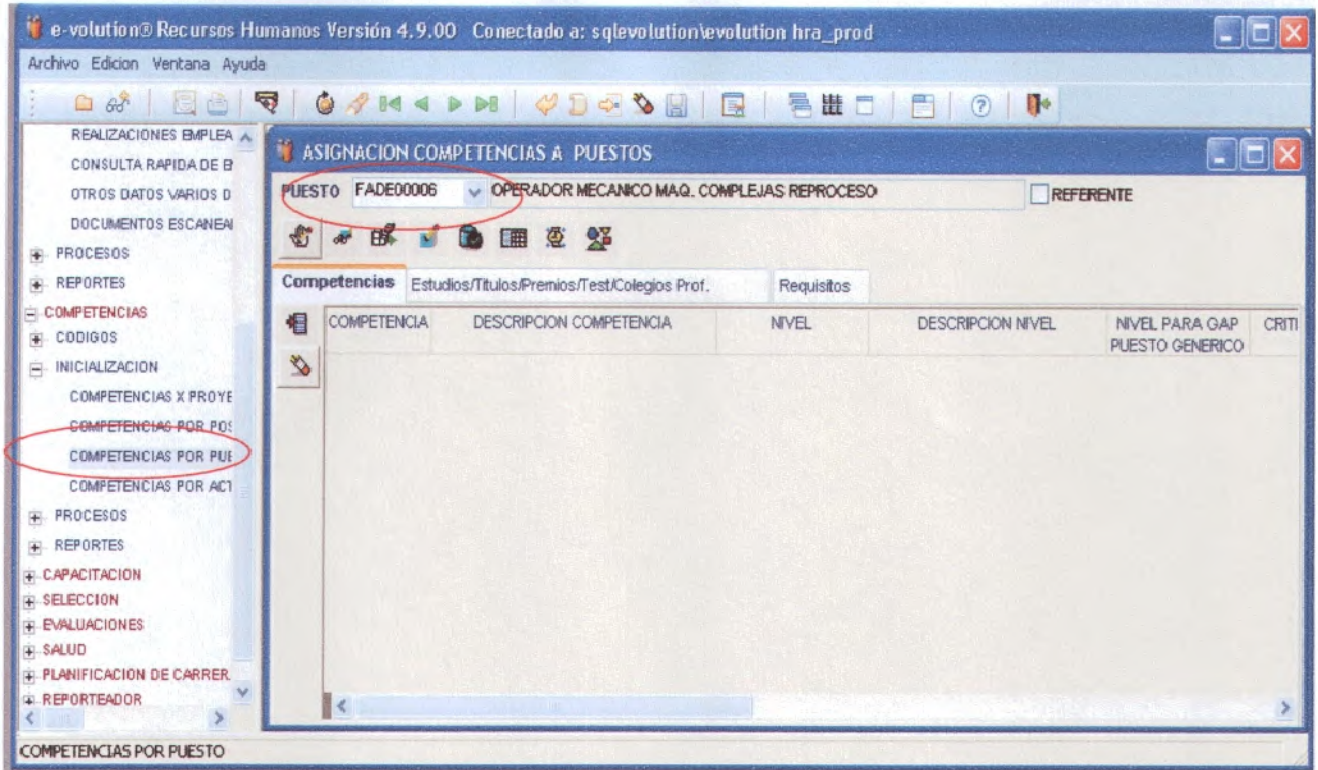 e-volution® Recursos Humanos Versión 4.9.00 Conectado a: sqlevolution\evolution hra_prod
Archivo Edicion Ventana Ayuda
REALIZACIONES EMPLEA
CONSULTA RAPIDA DE E
OTROS DATOS VARIOS D
DOCUMENTOS ESCANEAI
PROCESOS
REPORTES
COMPETENCIAS
CODIGOS
INICIALIZACION
COMPETENCIAS X PROYE
COMPETENCIAS POR POS
COMPETENCIAS POR PUE
COMPETENCIAS POR ACT
PROCESOS
REPORTES
CAPACITACION
SELECCION
EVALUACIONES
SALUD
PLANIFICACION DE CARRER
REPORTEADOR
ASIGNACION COMPETENCIAS A PUESTOS
PUESTO FADE00006 OPERADOR MECANICO MAQ. COMPLEJAS REPROCESO REFERENTE
Competencias Estudios/Titulos/Premios/Test/Colegios Prof. Requisitos
COMPETENCIA DESCRIPCION COMPETENCIA NIVEL DESCRIPCION NIVEL NIVEL PARA GAP CRITI
PUESTO GENERICO
COMPETENCIAS POR PUESTO